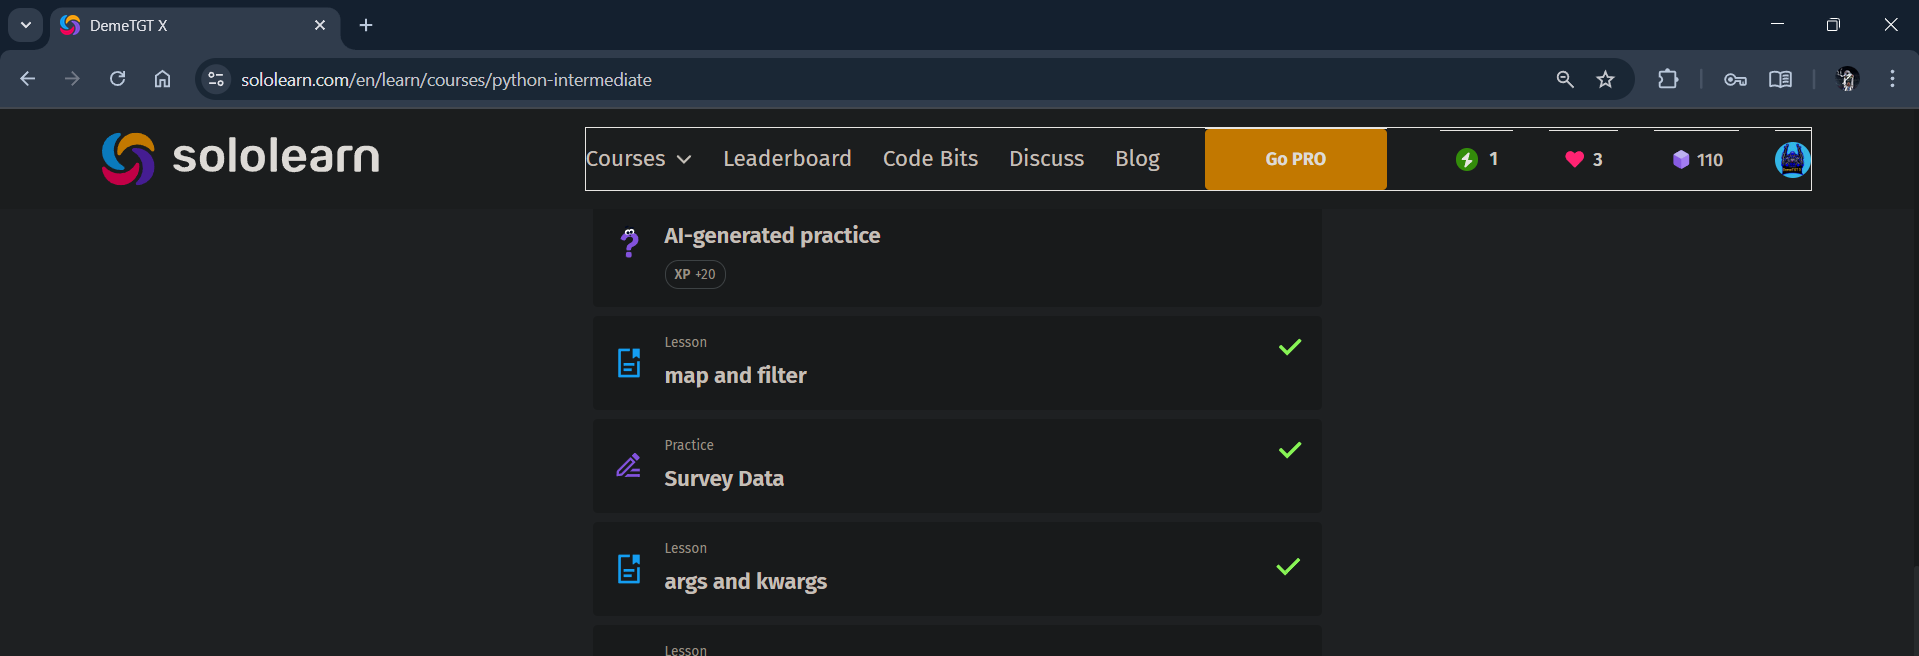 DemeTGT X
sololearn.com/en/learn/courses/python-intermediate
sololearn
Courses Leaderboard Code Bits Discuss Blog Go PRO 1 3 110
AI-generated practice
XP +20
Lesson
map and filter
Practice
Survey Data
Lesson
args and kwargs
Lesson